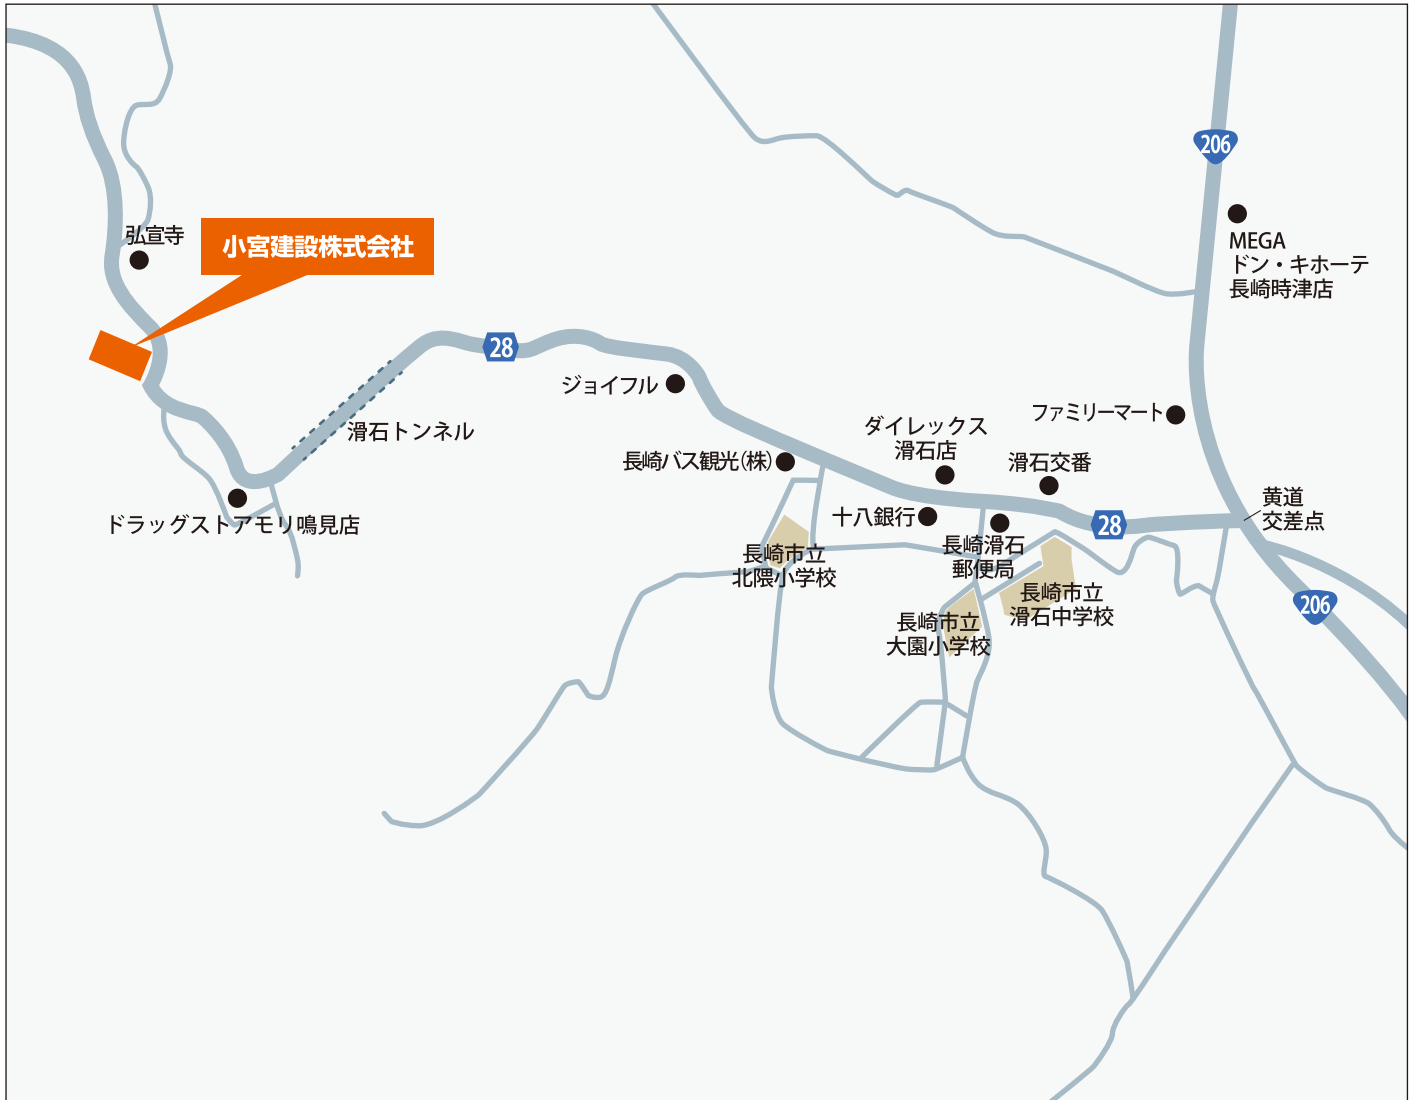 206
弘宣寺
小宮建設株式会社
MEGA
ドン・キホーテ
長崎時津店
28
ジョイフル
滑石トンネル
ファミリーマート
ダイレックス
滑石店
長崎バス観光(株)
滑石交番
ドラッグストアモリ鳴見店
十八銀行
28
黄道
交差点
長崎滑石
郵便局
長崎市立
北隈小学校
長崎市立
滑石中学校
長崎市立
大園小学校
206